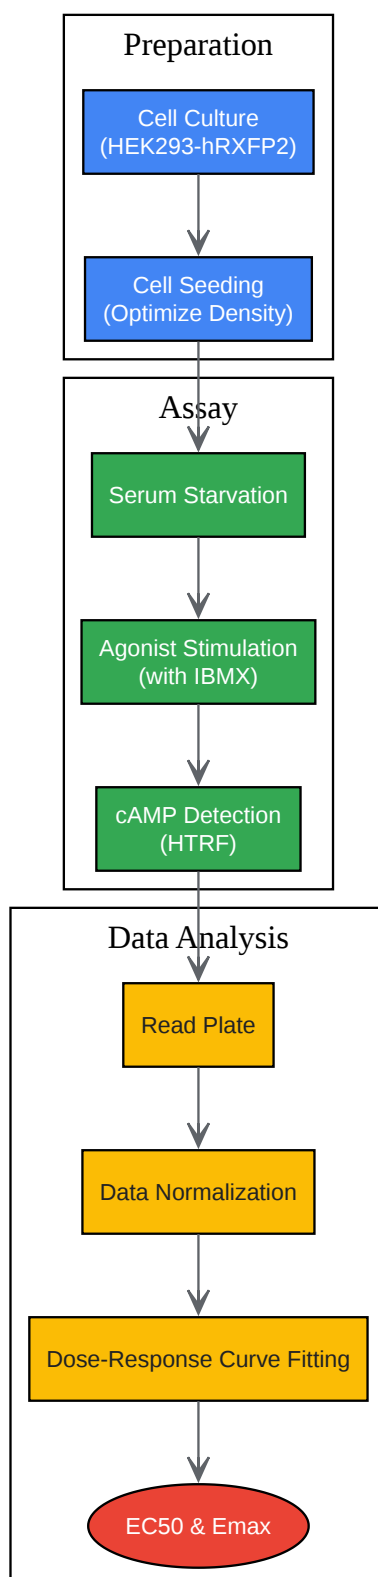 Preparation
Cell Culture
(HEK293-hRXFP2)
Cell Seeding
(Optimize Density)
Assay
Serum Starvation
Agonist Stimulation
(with IBMX)
cAMP Detection
(HTRF)
Data Analysis
Read Plate
Data Normalization
Dose-Response Curve Fitting
EC50 & Emax